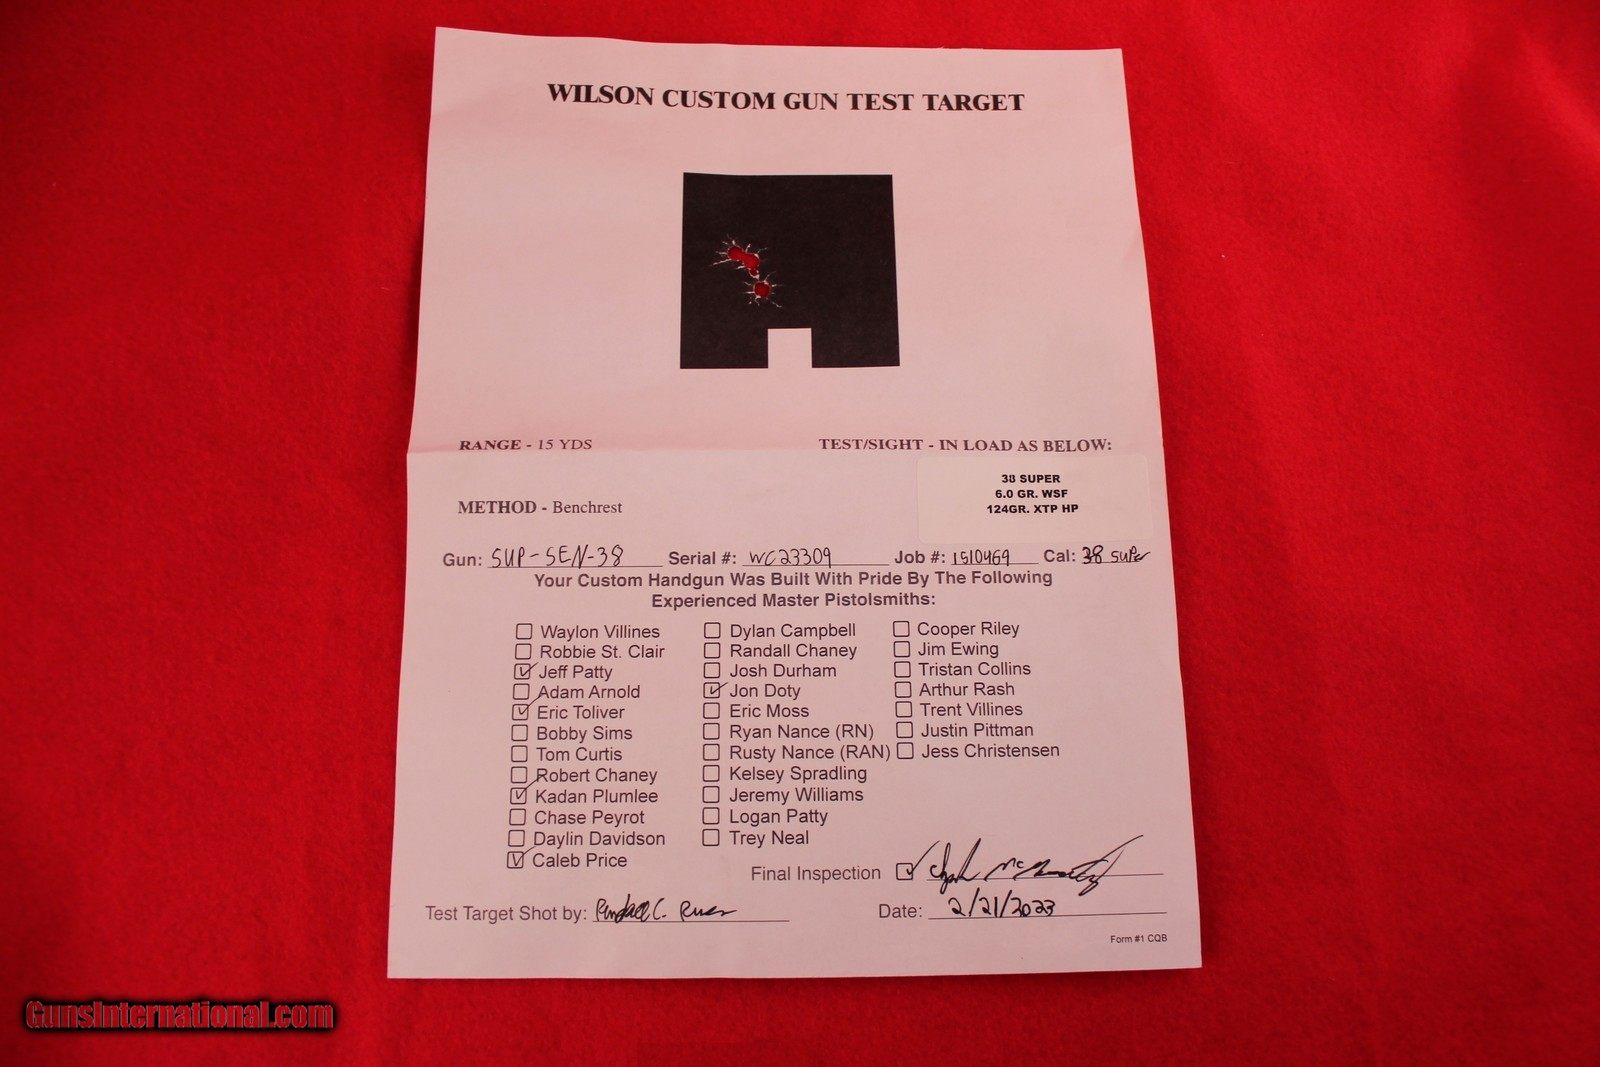 WILSON CUSTOM GUN TEST TARGET
RANGE - 15 YDS TEST/SIGHT - IN LOAD AS BELOW:
38 SUPER
6.0 GR. WSF
124GR. XTP HP
METHOD - Benchrest
Gun: SUP-SEN-38 Serial #: WC23309 Job #: 1510469 Cal: 38 SUPer
Your Custom Handgun Was Built With Pride By The Following
Experienced Master Pistolsmiths:
Waylon Villines
Robbie St. Clair
Jeff Patty
Adam Arnold
Eric Toliver
Bobby Sims
Tom Curtis
Robert Chaney
Kadan Plumlee
Chase Peyrot
Daylin Davidson
Caleb Price
Dylan Campbell
Randall Chaney
Josh Durham
Jon Doty
Eric Moss
Ryan Nance (RN)
Rusty Nance (RAN)
Kelsey Spradling
Jeremy Williams
Logan Patty
Trey Neal
Cooper Riley
Jim Ewing
Tristan Collins
Arthur Rash
Trent Villines
Justin Pittman
Jess Christensen
Final Inspection
Test Target Shot by: Randall C.
Date: 2/21/2023
Form #1 CQB
GunsInternational.com